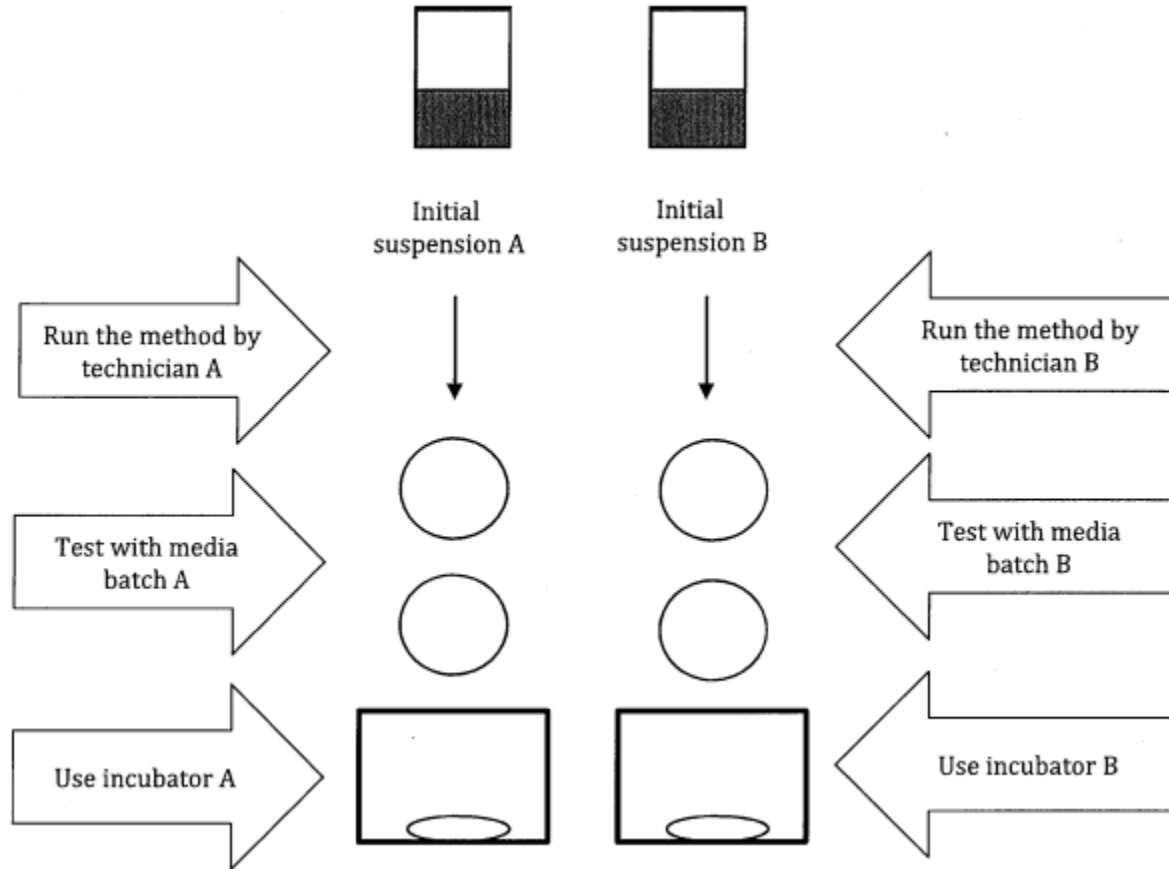 Initial
suspension A
Initial
suspension B
Run the method by
technician A
Run the method by
technician B
Test with media
batch A
Test with media
batch B
Use incubator A
Use incubator B